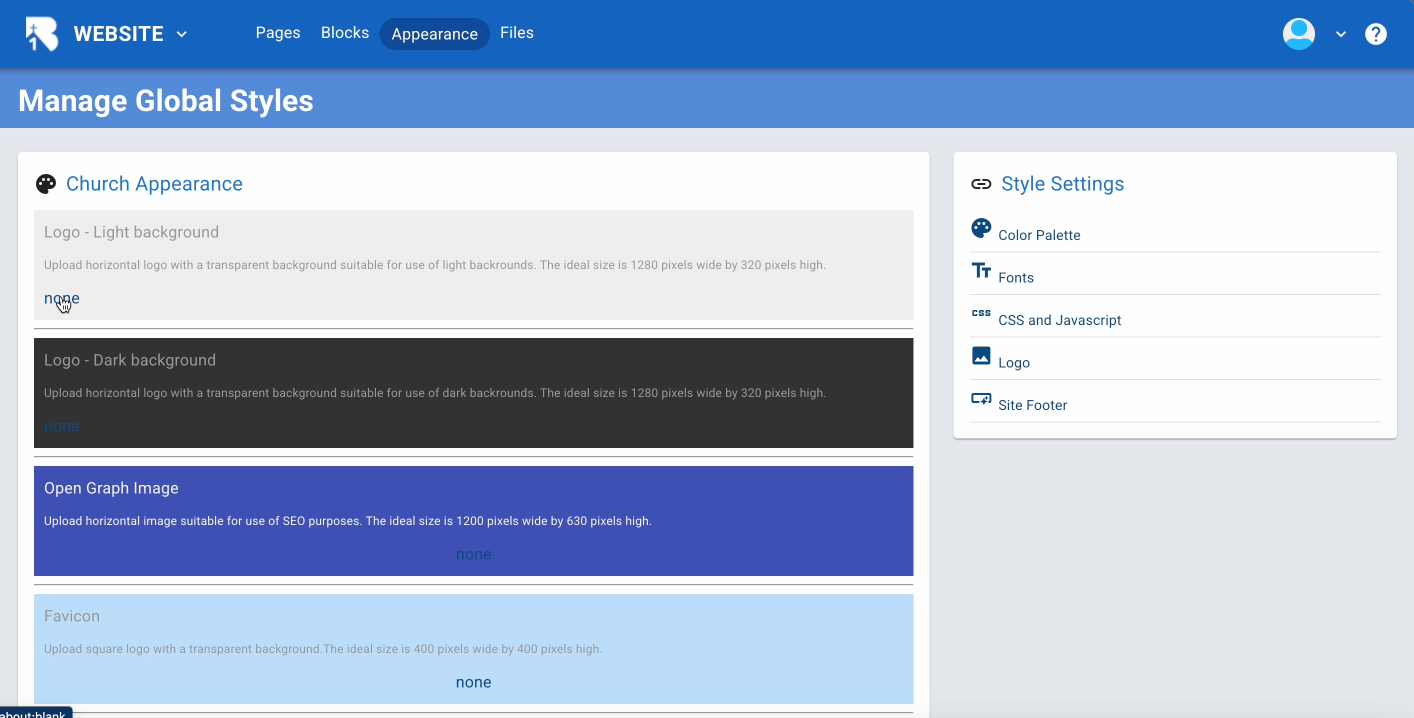 WEBSITE
Pages
Blocks
Appearance
Files
Manage Global Styles
Church Appearance
Logo - Light background
Upload horizontal logo with a transparent background suitable for use of light backrounds. The ideal size is 1280 pixels wide by 320 pixels high.
none
Logo - Dark background
Upload horizontal logo with a transparent background suitable for use of dark backrounds. The ideal size is 1280 pixels wide by 320 pixels high.
none
Open Graph Image
Upload horizontal image suitable for use of SEO purposes. The ideal size is 1200 pixels wide by 630 pixels high.
none
Favicon
Upload square logo with a transparent background.The ideal size is 400 pixels wide by 400 pixels high.
none
Style Settings
Color Palette
Fonts
css CSS and Javascript
Logo
Site Footer
about:blank